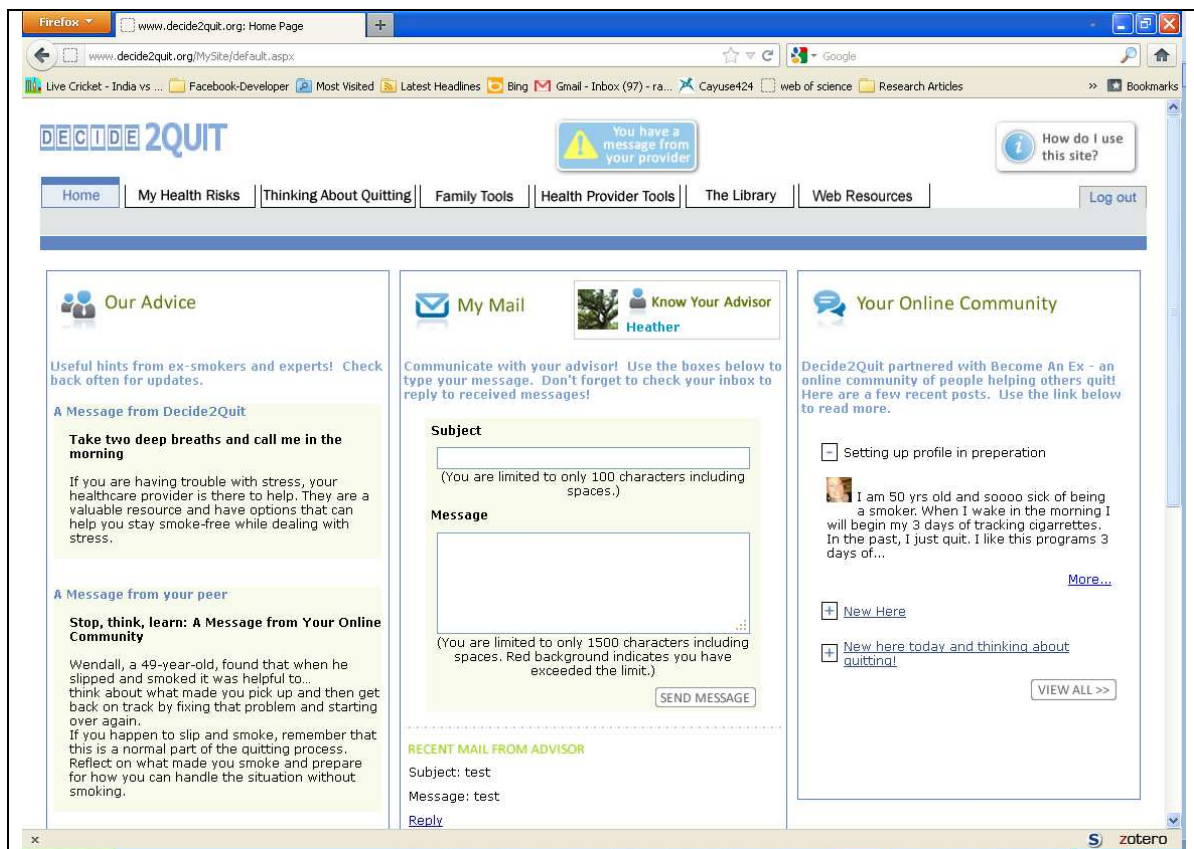 Firefox
www.decide2quit.org: Home Page
+
www.decide2quit.org/MySite/default.aspx
Google
Live Cricket - India vs ...
Facebook-Developer
Most Visited
Latest Headlines
Bing
Gmail - Inbox (97) - ra...
Cayuse424
web of science
Research Articles
»
Bookmarks
DECIDE 2QUIT
You have a
message from
your provider
How do I use
this site?
Home
My Health Risks
Thinking About Quitting
Family Tools
Health Provider Tools
The Library
Web Resources
Log out
Our Advice
Useful hints from ex-smokers and experts! Check
back often for updates.
A Message from Decide2Quit
Take two deep breaths and call me in the
morning
If you are having trouble with stress, your
healthcare provider is there to help. They are a
valuable resource and have options that can
help you stay smoke-free while dealing with
stress.
A Message from your peer
Stop, think, learn: A Message from Your Online
Community
Wendall, a 49-year-old, found that when he
slipped and smoked it was helpful to...
think about what made you pick up and then get
back on track by fixing that problem and starting
over again.
If you happen to slip and smoke, remember that
this is a normal part of the quitting process.
Reflect on what made you smoke and prepare
for how you can handle the situation without
smoking.
My Mail
Know Your Advisor
Heather
Communicate with your advisor! Use the boxes below to
type your message. Don't forget to check your inbox to
reply to received messages!
Subject
(You are limited to only 100 characters including
spaces.)
Message
(You are limited to only 1500 characters including
spaces. Red background indicates you have
exceeded the limit.)
SEND MESSAGE
RECENT MAIL FROM ADVISOR
Subject: test
Message: test
Reply
Your Online Community
Decide2Quit partnered with Become An Ex - an
online community of people helping others quit!
Here are a few recent posts. Use the link below
to read more.
- Setting up profile in preperation
I am 50 yrs old and soooo sick of being
a smoker. When I wake in the morning I
will begin my 3 days of tracking cigarrettes.
In the past, I just quit. I like this programs 3
days of...
More...
+ New Here
+ New here today and thinking about
quitting!
VIEW ALL >>
x
S
zotero